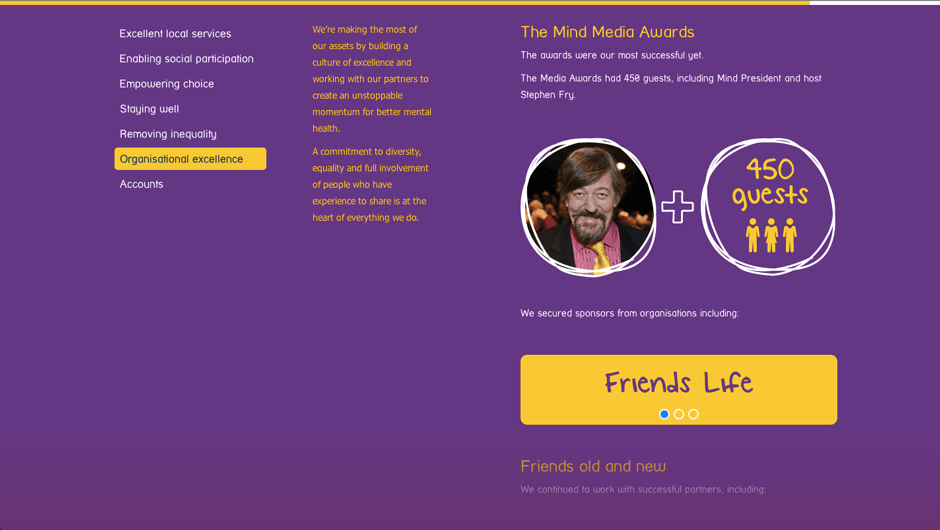 Excellent local services
Enabling social participation
Empowering choice
Staying well
Removing inequality
Organisational excellence
Accounts
We're making the most of
our assets by building a
culture of excellence and
working with our partners to
create an unstoppable
momentum for better mental
health.
A commitment to diversity,
equality and full involvement
of people who have
experience to share is at the
heart of everything we do.
The Mind Media Awards
The awards were our most successful yet.
The Media Awards had 450 guests, including Mind President and host
Stephen Fry.
450
guests
We secured sponsors from organisations including:
Friends Life
Friends old and new
We continued to work with successful partners, including: